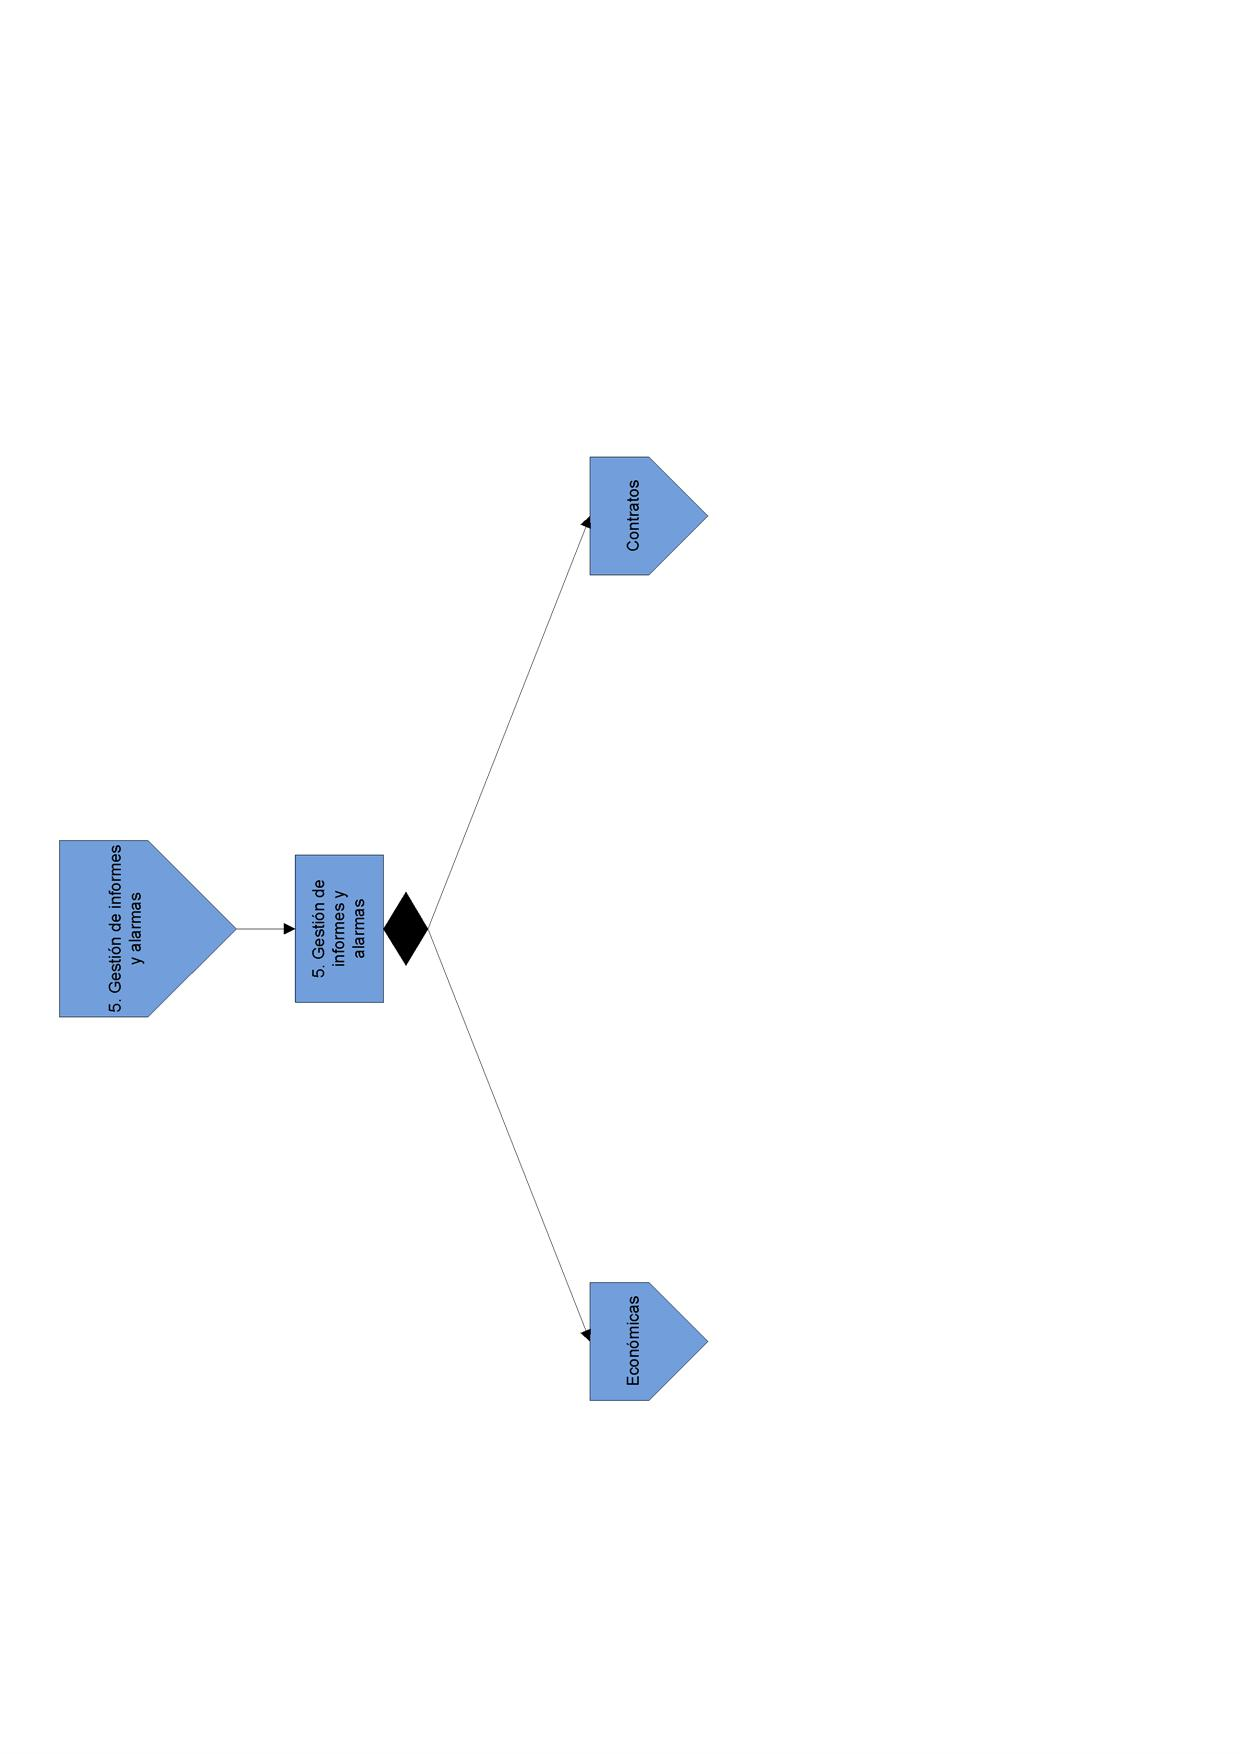 5. Gestión de informes
y alarmas
5. Gestión de
informes y
alarmas
Económicas
Contratos